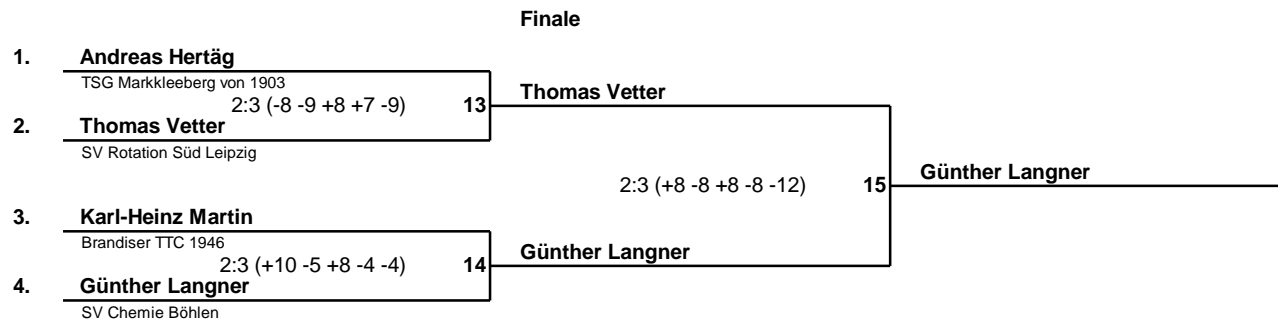 Finale
1. Andreas Hertäg
TSG Markkleeberg von 1903
2:3 (-8 -9 +8 +7 -9) 13
Thomas Vetter
2. Thomas Vetter
SV Rotation Süd Leipzig
2:3 (+8 -8 +8 -8 -12) 15
Günther Langner
3. Karl-Heinz Martin
Brandiser TTC 1946
2:3 (+10 -5 +8 -4 -4) 14
Günther Langner
4. Günther Langner
SV Chemie Böhlen